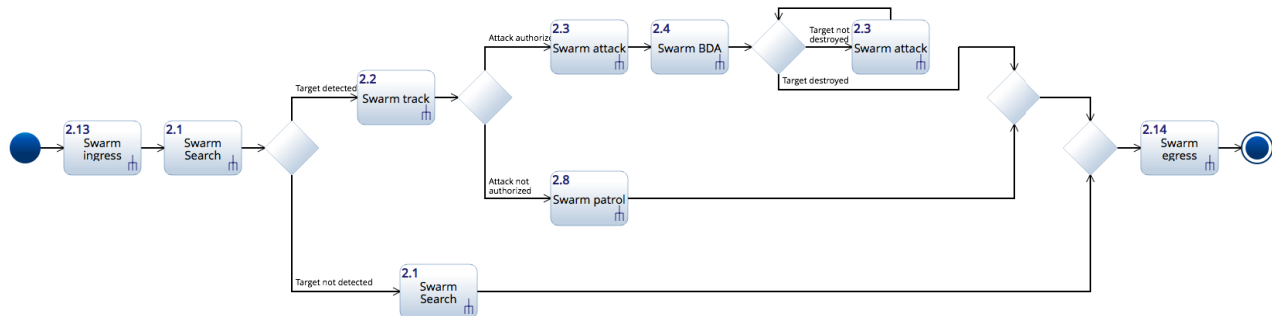 2.13
Swarm
ingress
2.1
Swarm
Search
Target detected
2.2
Swarm track
Attack authorize
2.3
Swarm attack
2.4
Swarm BDA
Target not
destroyed
2.3
Swarm attack
Target destroyed
Attack not
authorized
2.8
Swarm patrol
Target not detected
2.1
Swarm
Search
2.14
Swarm
egress